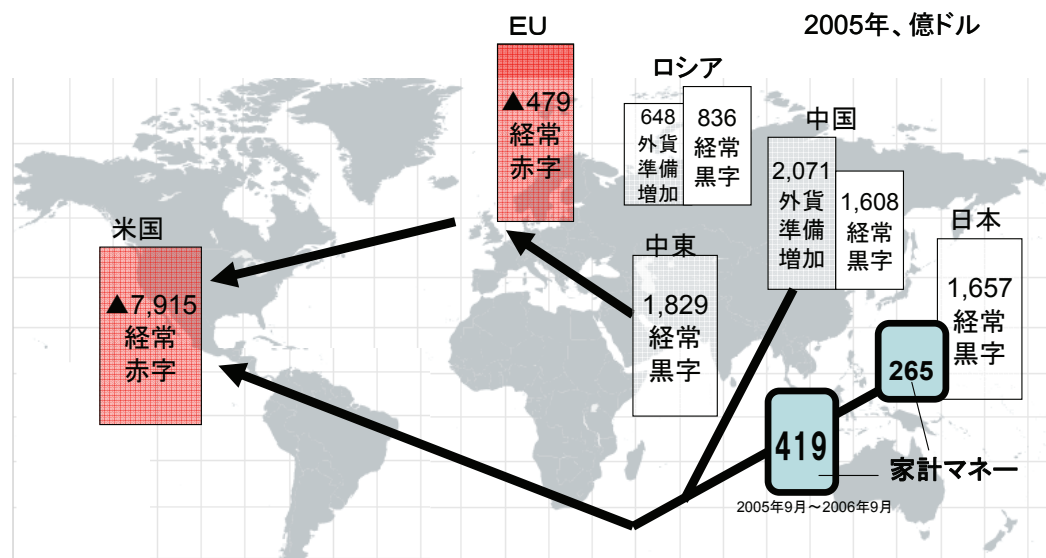 EU
2005年、億ドル
▲479
経常
赤字
ロシア
648
外貨
準備
増加
836
経常
黒字
中国
2,071
外貨
準備
増加
1,608
経常
黒字
日本
1,657
経常
黒字
米国
▲7,915
経常
赤字
中東
1,829
経常
黒字
265
419
家計マネー
2005年9月～2006年9月